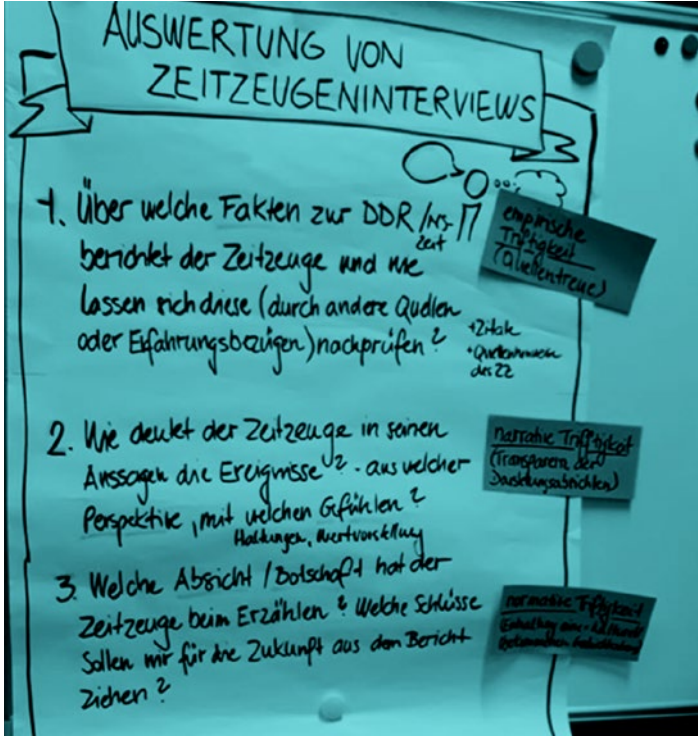 AUSWERTUNG VON
ZEITZEUGENINTERVIEWS
1. Über welche Fakten zur DDR/NS-
Zeit
berichtet der Zeitzeuge und wie
lassen sich diese (durch andere Quellen
oder Erfahrungsbezügen) nachprüfen?
+Zitate
+Quellenhinweise
des ZZ
empirische
Triftigkeit
(Quellentreue)
2. Wie deutet der Zeitzeuge in seinen
Aussagen die Ereignisse? - aus welcher
Perspektive, mit welchen Gefühlen?
Haltungen, Wertvorstellung
narrative Triftigkeit
(Transparenz der
3. Welche Absicht/Botschaft hat der
Zeitzeuge beim Erzählen? Welche Schlüsse
Sollen wir für die Zukunft aus dem Bericht
Ziehen?
normative Triftigkeit